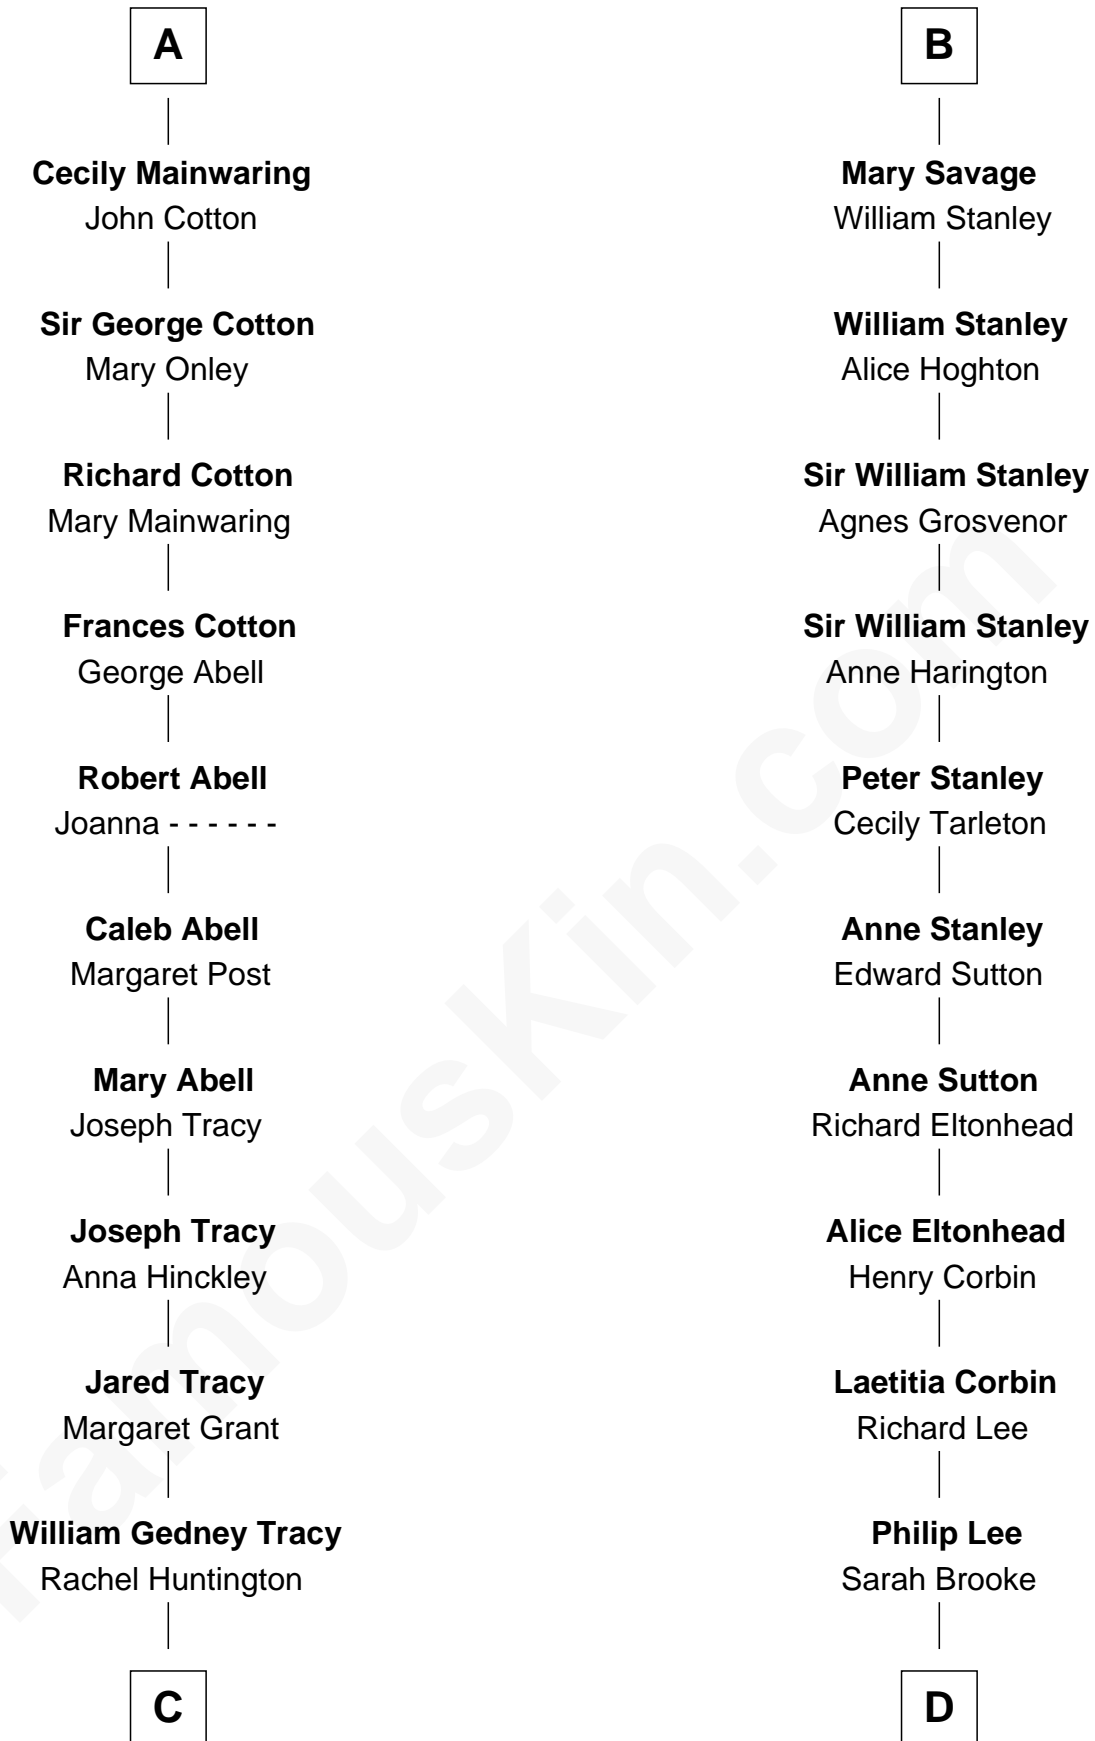 A
Cecily Mainwaring
John Cotton
Sir George Cotton
Mary Onley
Richard Cotton
Mary Mainwaring
Frances Cotton
George Abell
Robert Abell
Joanna - - - - - -
Caleb Abell
Margaret Post
Mary Abell
Joseph Tracy
Joseph Tracy
Anna Hinckley
Jared Tracy
Margaret Grant
William Gedney Tracy
Rachel Huntington
C
B
Mary Savage
William Stanley
William Stanley
Alice Hoghton
Sir William Stanley
Agnes Grosvenor
Sir William Stanley
Anne Harington
Peter Stanley
Cecily Tarleton
Anne Stanley
Edward Sutton
Anne Sutton
Richard Eltonhead
Alice Eltonhead
Henry Corbin
Laetitia Corbin
Richard Lee
Philip Lee
Sarah Brooke
D
FamousKin.com